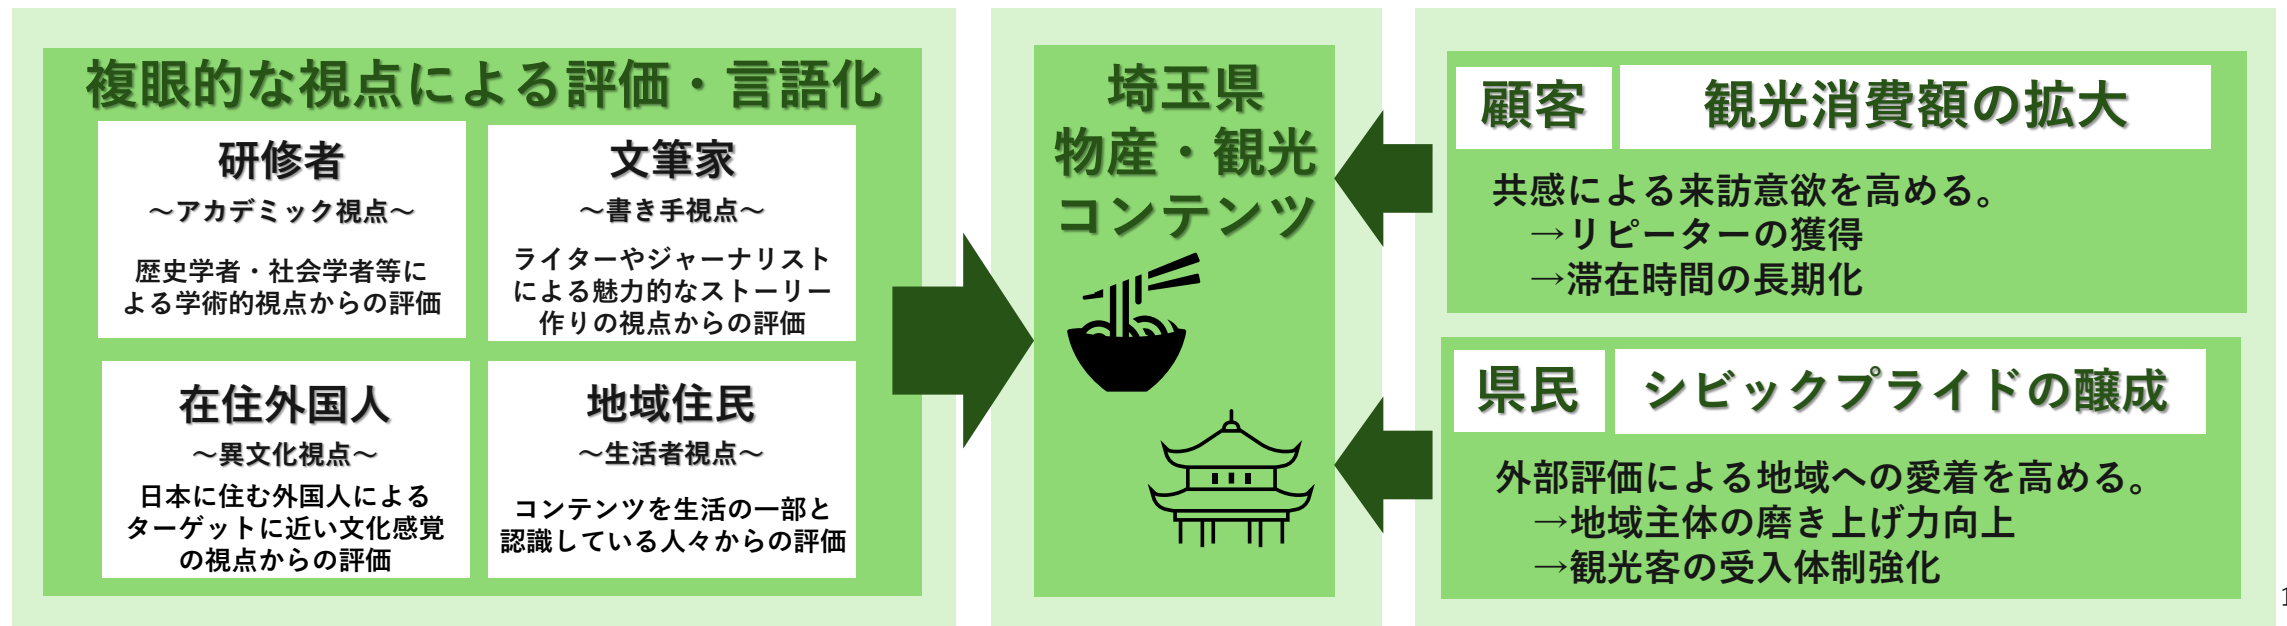 複眼的な視点による評価・言語化
研修者
～アカデミック視点～
歴史学者・社会学者等に
よる学術的視点からの評価
文筆家
～書き手視点～
ライターやジャーナリスト
による魅力的なストーリー
作りの視点からの評価
在住外国人
～異文化視点～
日本に住む外国人による
ターゲットに近い文化感覚
の視点からの評価
地域住民
～生活者視点～
コンテンツを生活の一部と
認識している人々からの評価
埼玉県
物産・観光
コンテンツ
顧客
観光消費額の拡大
共感による来訪意欲を高める。
→リピーターの獲得
→滞在時間の長期化
県民
シビックプライドの醸成
外部評価による地域への愛着を高める。
→地域主体の磨き上げ力向上
→観光客の受入体制強化
1